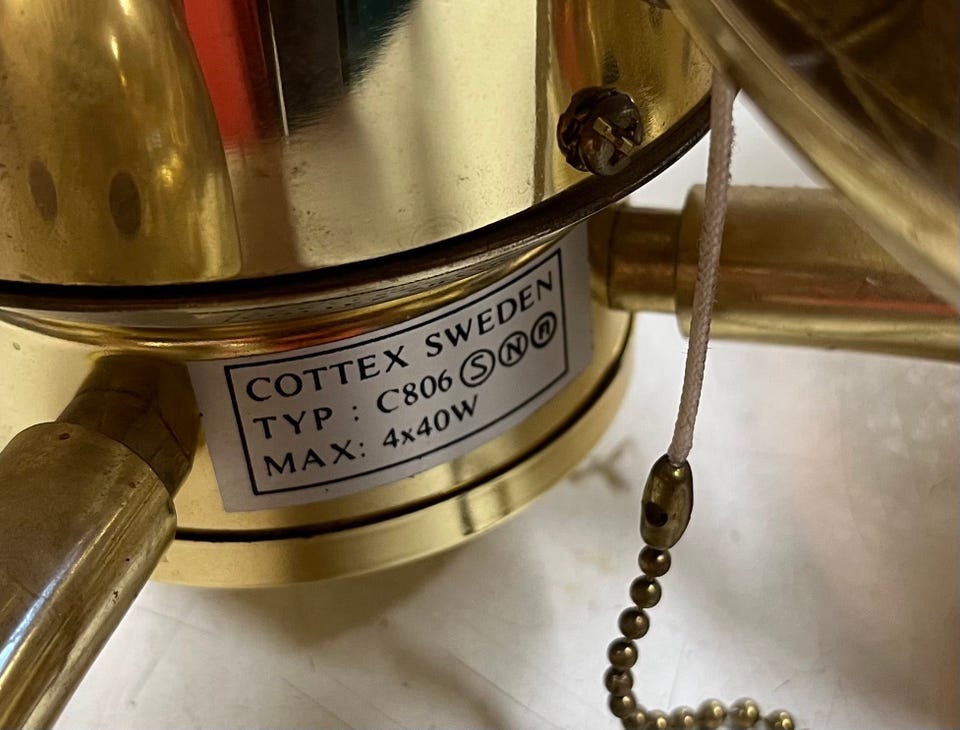 COTTEX SWEDEN
TYP : C806 Ⓢ Ⓝ Ⓡ
MAX: 4x40W